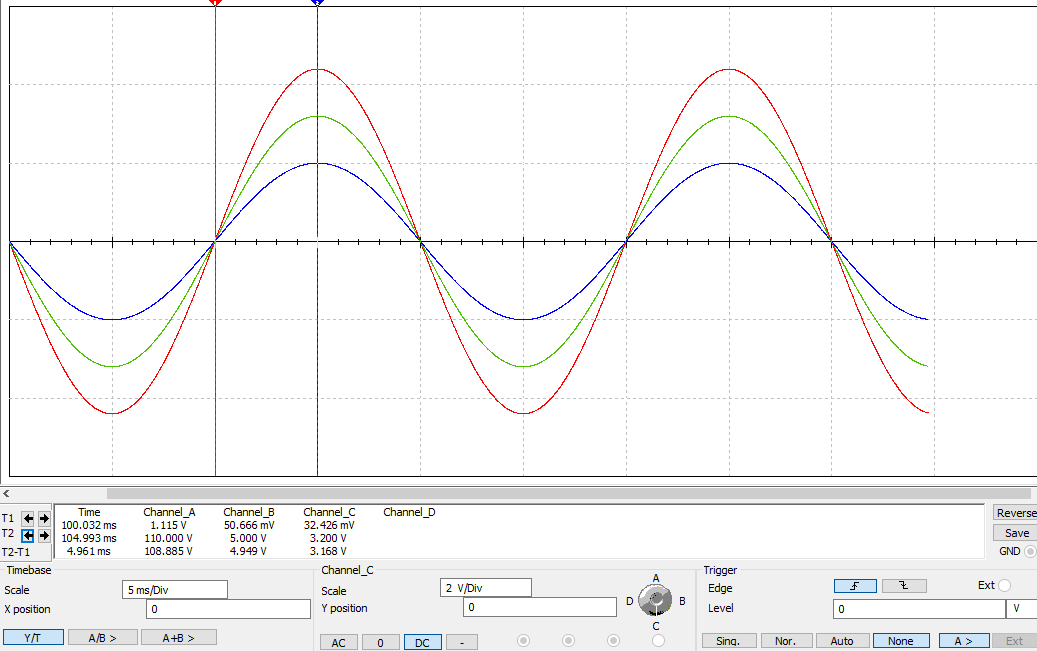 Time Channel_A Channel_B Channel_C Channel_D
T1 100.032 ms 1.115 V 50.666 mV 32.426 mV
T2 104.993 ms 110.000 V 5.000 V 3.200 V
T2-T1 4.961 ms 108.885 V 4.949 V 3.168 V
Reverse
Save
GND
Timebase
Scale 5 ms/Div
X position 0
Y/T A/B > A+B >
Channel_C
Scale 2 V/Div
Y position 0
AC 0 DC -
A
D B
C
Trigger
Edge Ext
Level 0 V
Sing. Nor. Auto None A > Ext